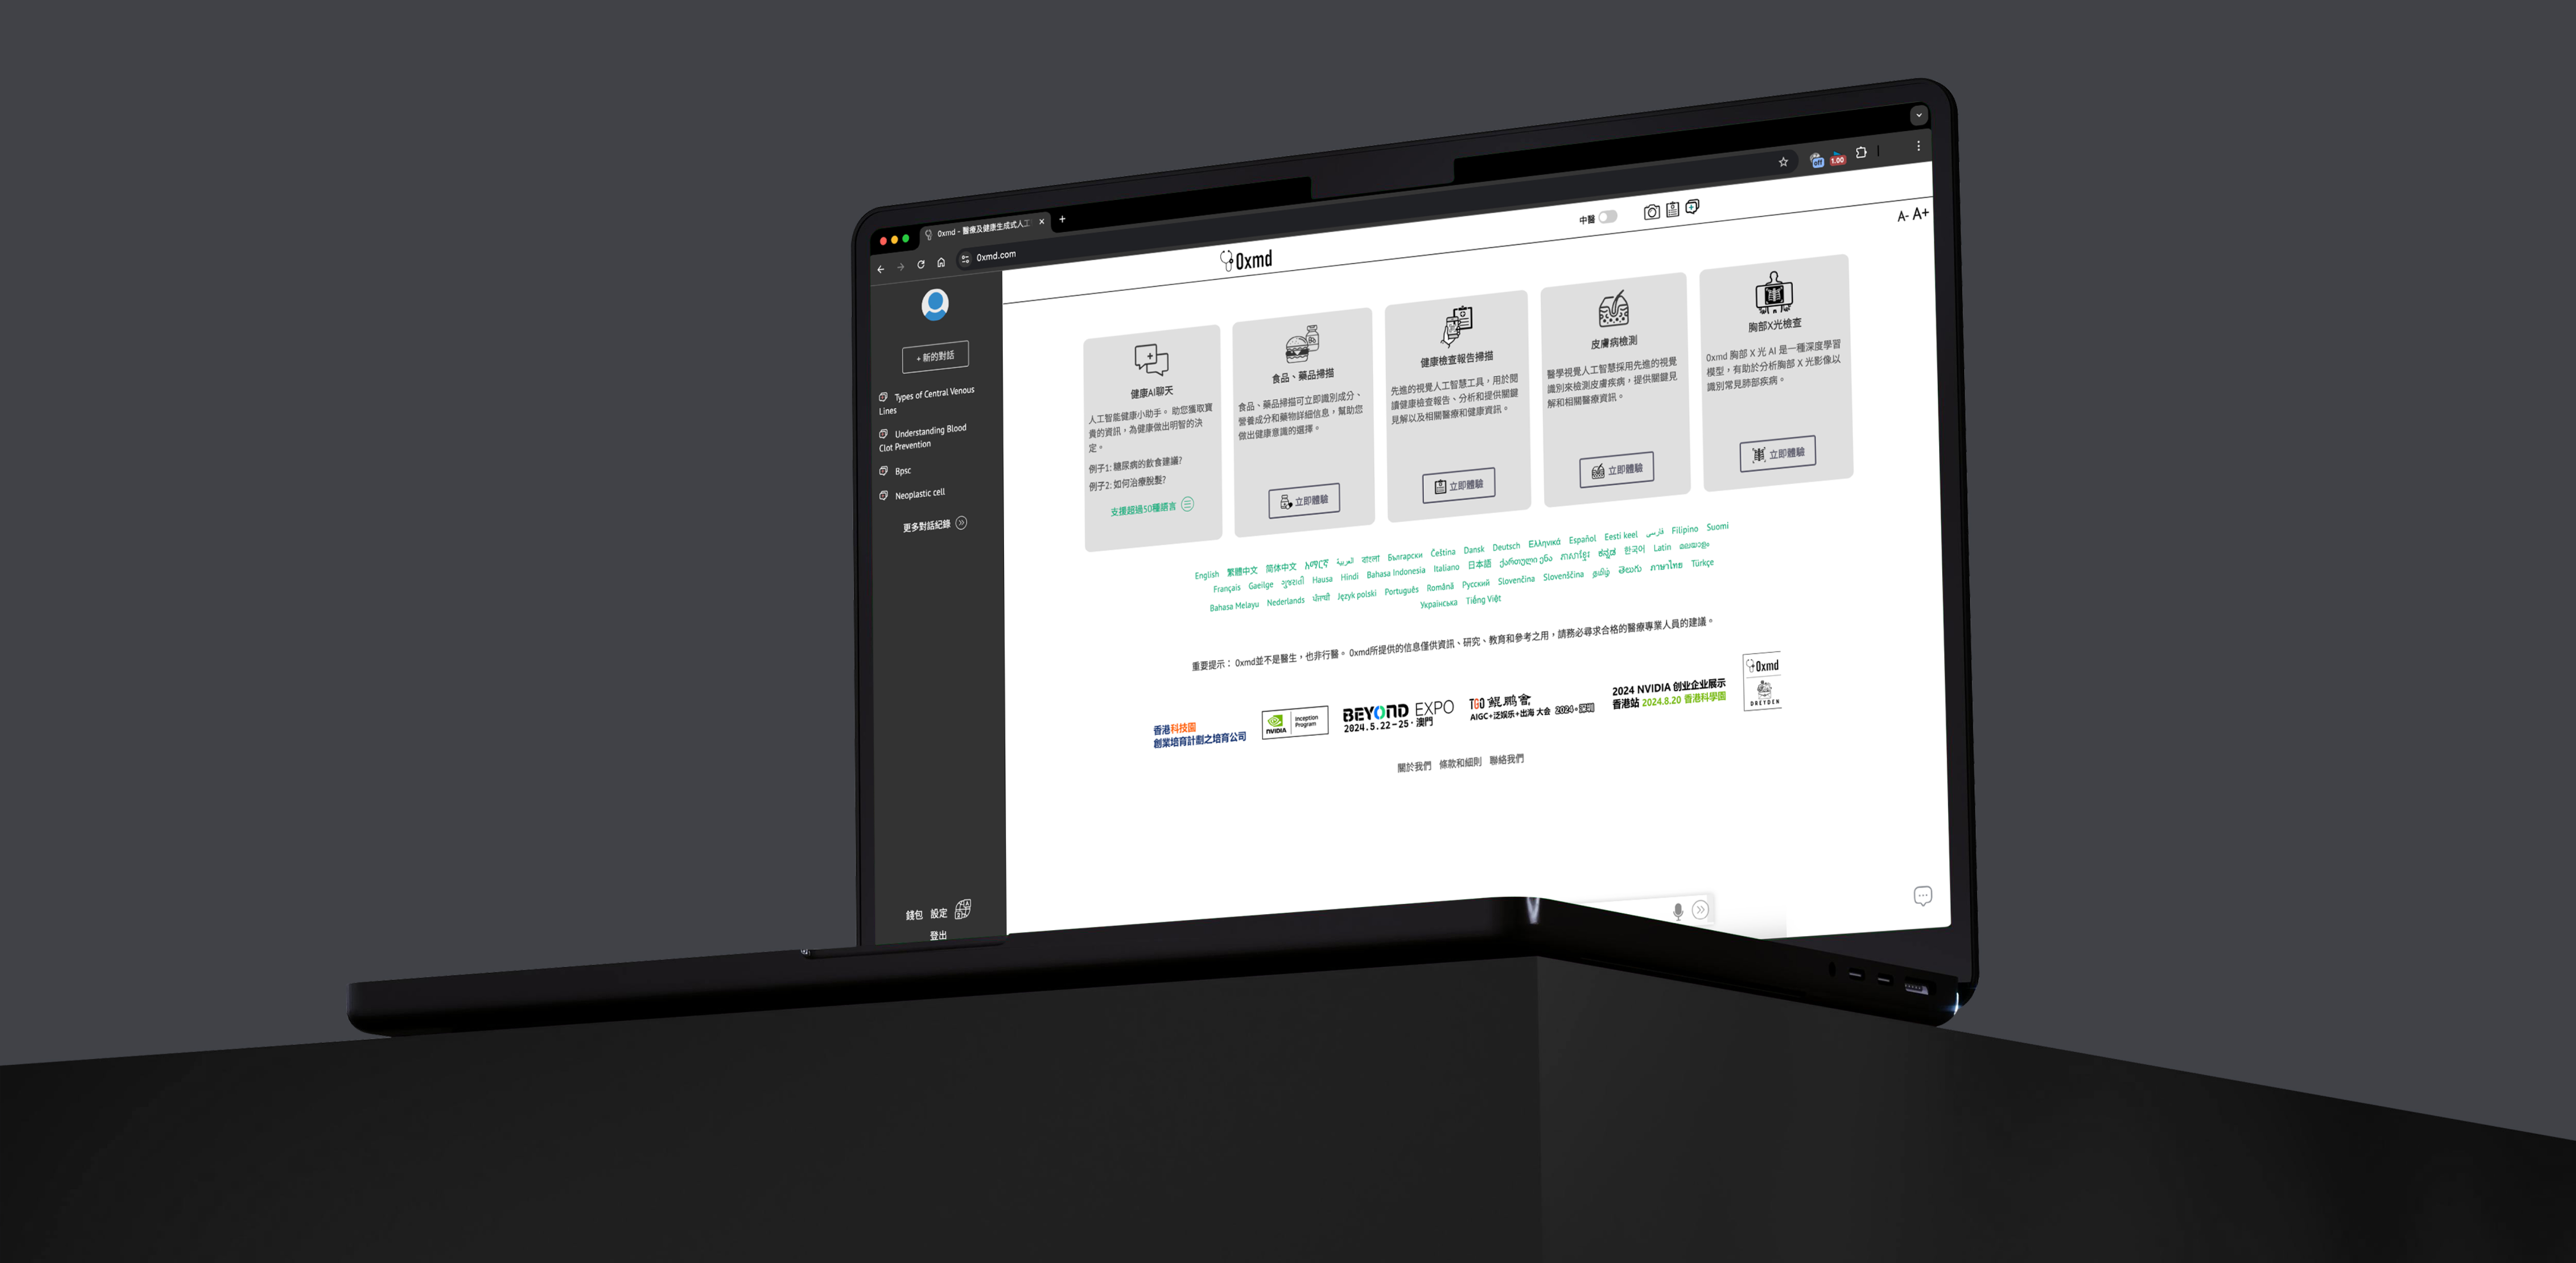 0xmd - 醫療及健康生成式人工
0xmd.com
+ 新的對話
Types of Central Venous
Lines
Understanding Blood
Clot Prevention
Bpsc
Neoplastic cell
更多對話紀錄
錢包 設定
登出
0xmd
中醫
off
1.00
A- A+
健康AI聊天
人工智能健康小助手。 助您獲取寶
貴的資訊，為健康做出明智的決
定。
例子1: 糖尿病的飲食建議?
例子2: 如何治療脫髮?
支援超過50種語言
食品、藥品掃描
食品、藥品掃描可立即識別成分、
營養成分和藥物詳細信息，幫助您
做出健康意識的選擇。
立即體驗
健康檢查報告掃描
先進的視覺人工智慧工具，用於閱
讀健康檢查報告、分析和提供關鍵
見解以及相關醫療和健康資訊。
立即體驗
皮膚病檢測
醫學視覺人工智慧採用先進的視覺
識別來檢測皮膚疾病，提供關鍵見
解和相關醫療資訊。
立即體驗
胸部X光檢查
0xmd 胸部 X 光 AI 是一種深度學習
模型，有助於分析胸部 X 光影像以
識別常見肺部疾病。
立即體驗
English 繁體中文 简体中文 አማርኛ العربية বাংলা Български Čeština Dansk Deutsch Ελληνικά Español Eesti keel فارسی Filipino Suomi
Français Gaeilge ગુજરાતી Hausa Hindi Bahasa Indonesia Italiano 日本語 ქართული ენა ភាសាខ្មែរ ಕನ್ನಡ 한국어 Latin മലയാളം
Bahasa Melayu Nederlands ਪੰਜਾਬੀ Język polski Português Română Русский Slovenčina Slovenščina தமிழ் తెలుగు ภาษาไทย Türkçe
Українська Tiếng Việt
重要提示： 0xmd並不是醫生，也非行醫。 0xmd所提供的信息僅供資訊、研究、教育和參考之用，請務必尋求合格的醫療專業人員的建議。
香港科技園
創業培育計劃之培育公司
NVIDIA
Inception
Program
BEYOND EXPO
2024.5.22-25·澳門
TGO 鲲鹏會
AIGC+泛娱乐+出海 大会 2024·深圳
2024 NVIDIA 创业企业展示
香港站 2024.8.20 香港科學園
0xmd
DREYDEN
關於我們 條款和細則 聯絡我們